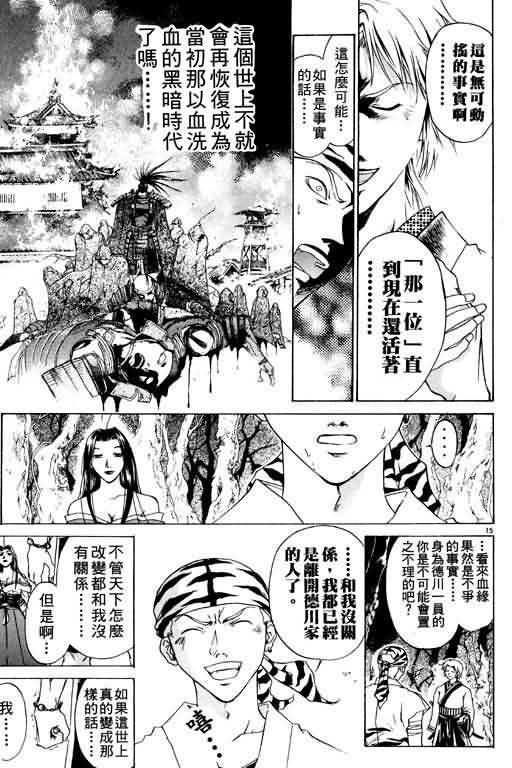 這是無可動
搖的事實啊
…………
這怎麼可能…
如果是事實
的話………
「那一位」直
到現在還活著
…………
這個世上不就
會再恢復成為
當初那以血洗
血的黑暗時代
了嗎………!
…
15
…看來血緣
果然是不爭
的事實……
身為德川一員的
你是不可能會置
之不理的吧?
……和我沒關
係,我都已經
是離開德川家
的人了。
嘻…
不管天下怎麼
改變都和我沒
有關係…
但是啊…
如果這世上
真的變成那
樣的話……
我……